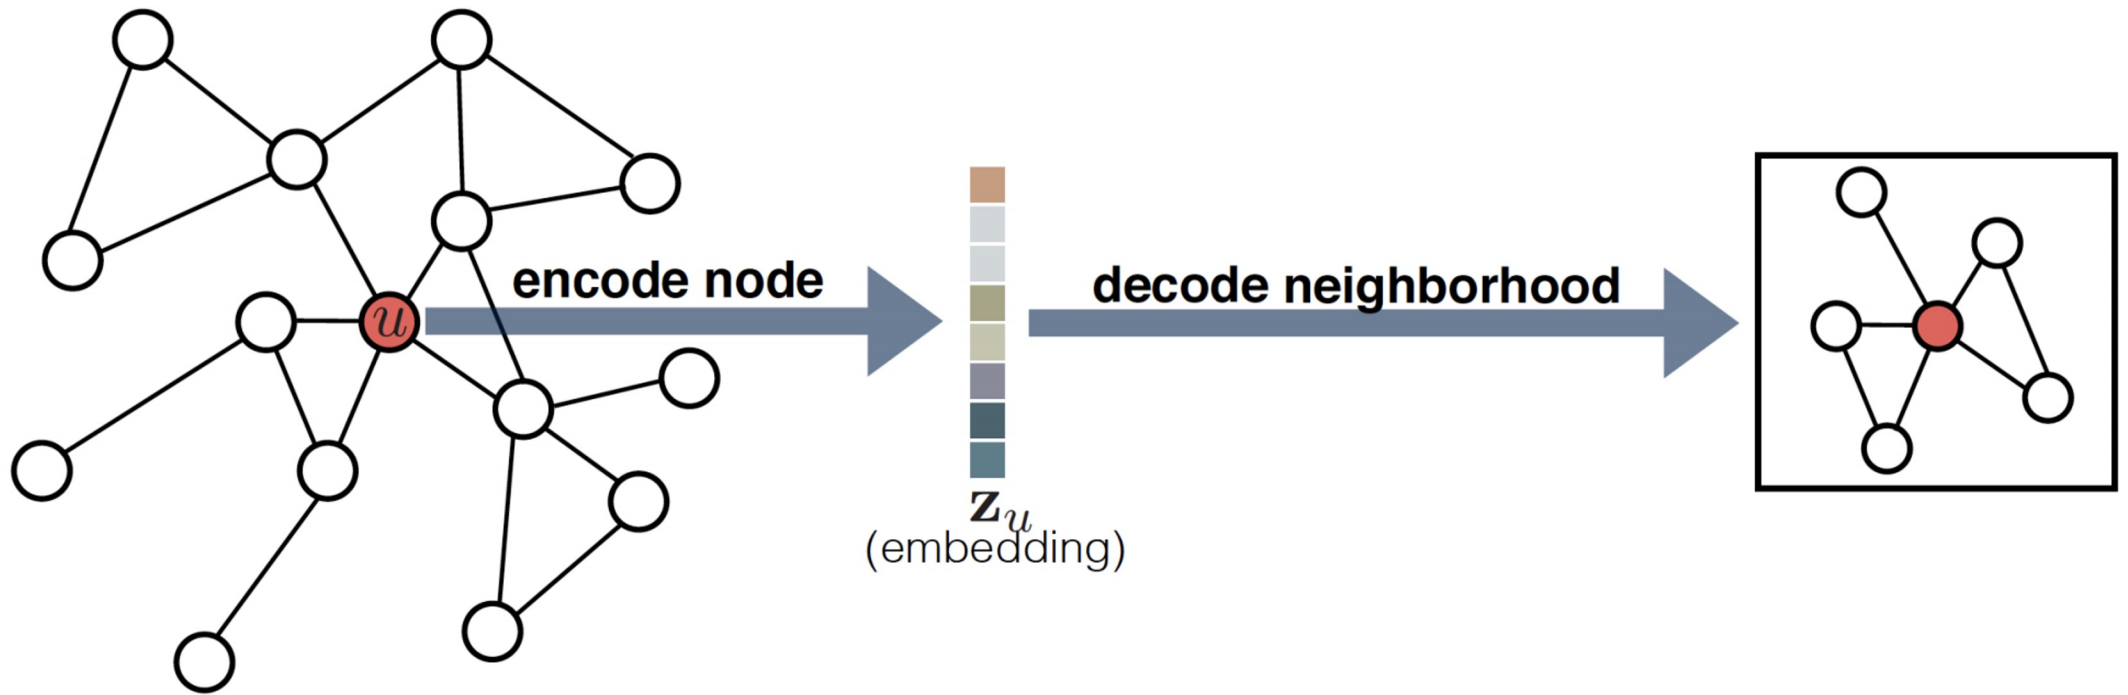 u
encode node
decode neighborhood
z_u
(embedding)